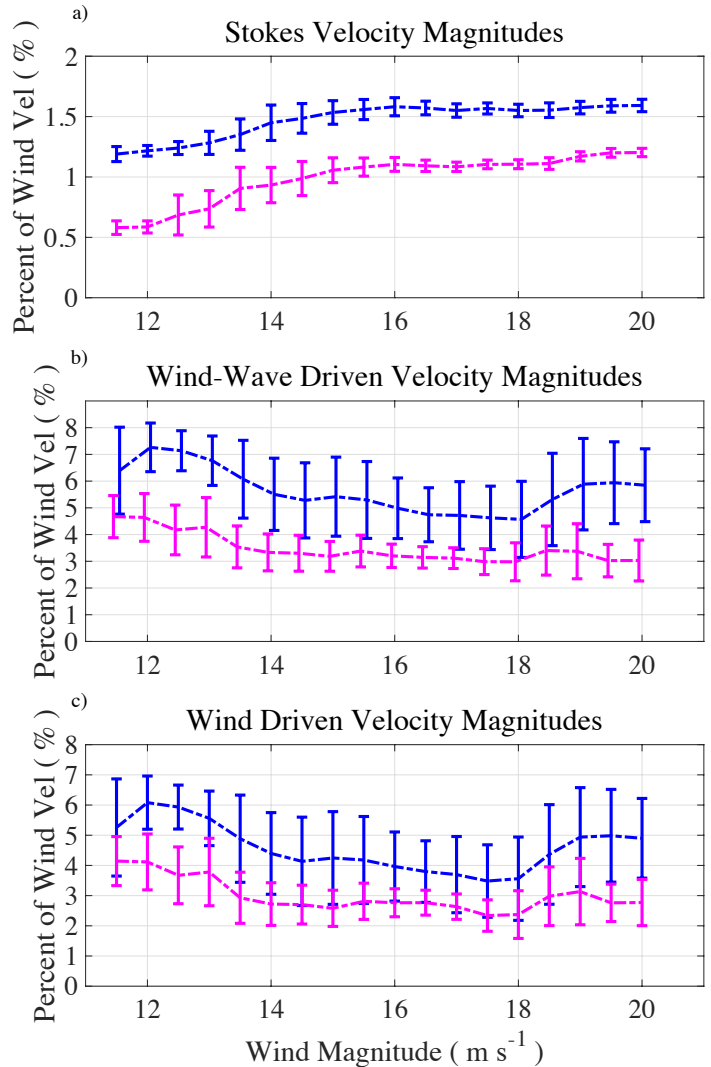 a)
Stokes Velocity Magnitudes
Percent of Wind Vel ( % )
2
1.5
1
0.5
0
12 14 16 18 20
b)
Wind-Wave Driven Velocity Magnitudes
Percent of Wind Vel ( % )
8
7
6
5
4
3
2
1
0
12 14 16 18 20
c)
Wind Driven Velocity Magnitudes
Percent of Wind Vel ( % )
8
7
6
5
4
3
2
1
0
12 14 16 18 20
Wind Magnitude ( m s⁻¹ )